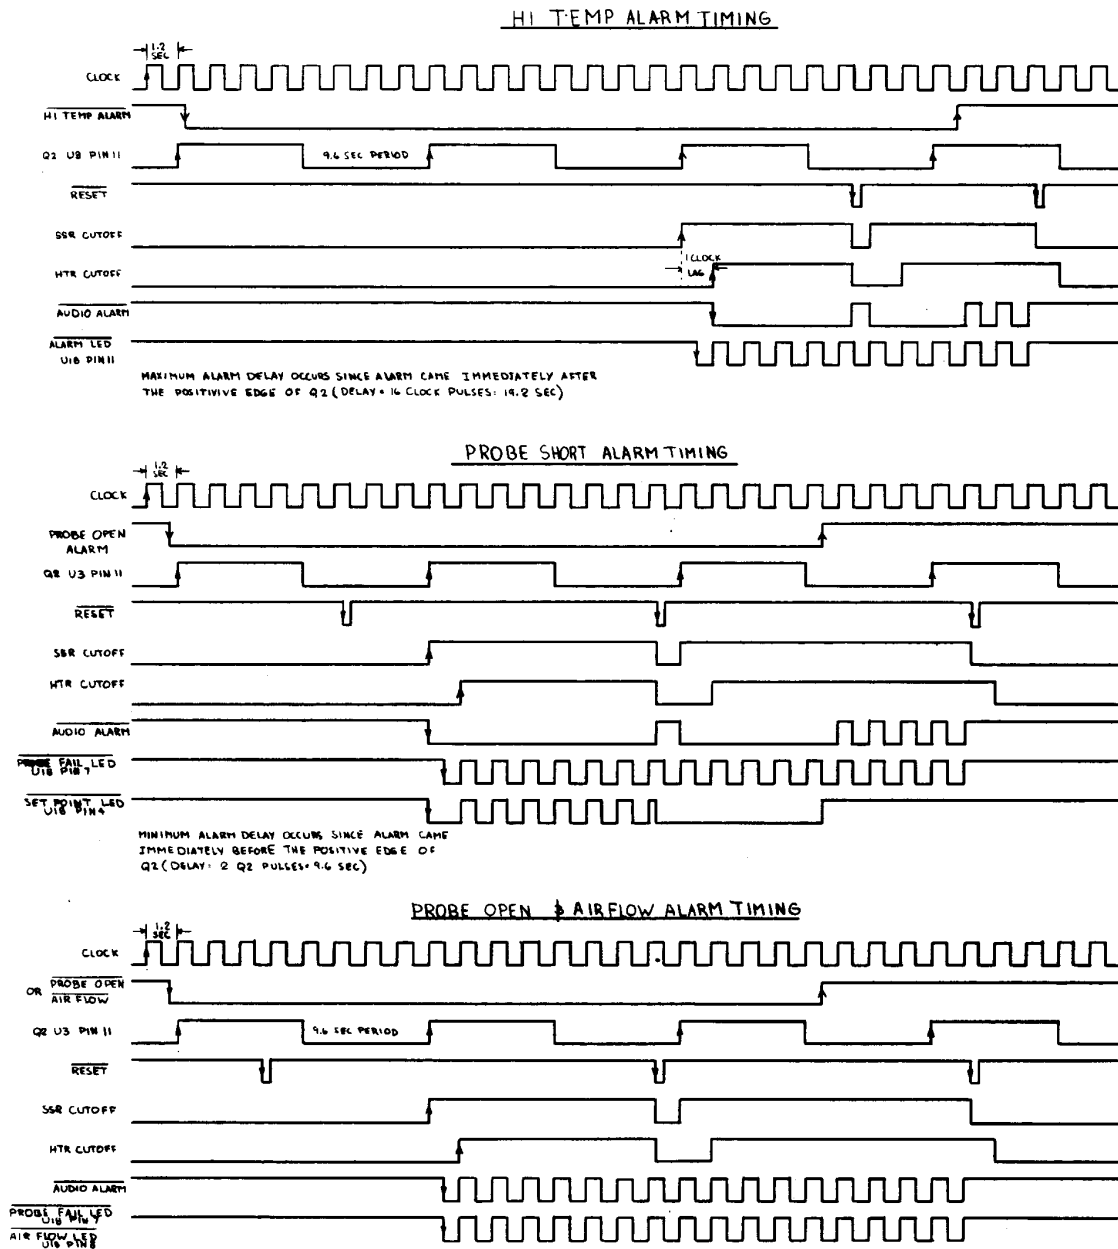 HI TEMP ALARM TIMING
1.2
SEC
CLOCK
HI TEMP ALARM
Q2 U3 PIN 11
9.6 SEC PERIOD
RESET
SSR CUTOFF
1 CLOCK
LAG
HTR CUTOFF
AUDIO ALARM
ALARM LED
U18 PIN 11
MAXIMUM ALARM DELAY OCCURS SINCE ALARM CAME IMMEDIATELY AFTER
THE POSITIVIVE EDGE OF Q2 (DELAY = 16 CLOCK PULSES: 19.2 SEC)
PROBE SHORT ALARM TIMING
1.2
SEC
CLOCK
PROBE OPEN
ALARM
Q2 U3 PIN 11
RESET
SSR CUTOFF
HTR CUTOFF
AUDIO ALARM
PROBE FAIL LED
U18 PIN 7
SET POINT LED
U18 PIN 4
MINIMUM ALARM DELAY OCCURS SINCE ALARM CAME
IMMEDIATELY BEFORE THE POSITIVE EDGE OF
Q2 (DELAY: 2 Q2 PULSES = 9.6 SEC)
PROBE OPEN & AIRFLOW ALARM TIMING
1.2
SEC
CLOCK
OR PROBE OPEN
AIR FLOW
Q2 U3 PIN 11
9.6 SEC PERIOD
RESET
SSR CUTOFF
HTR CUTOFF
AUDIO ALARM
PROBE FAIL LED
U18 PIN 7
AIR FLOW LED
U18 PIN 8